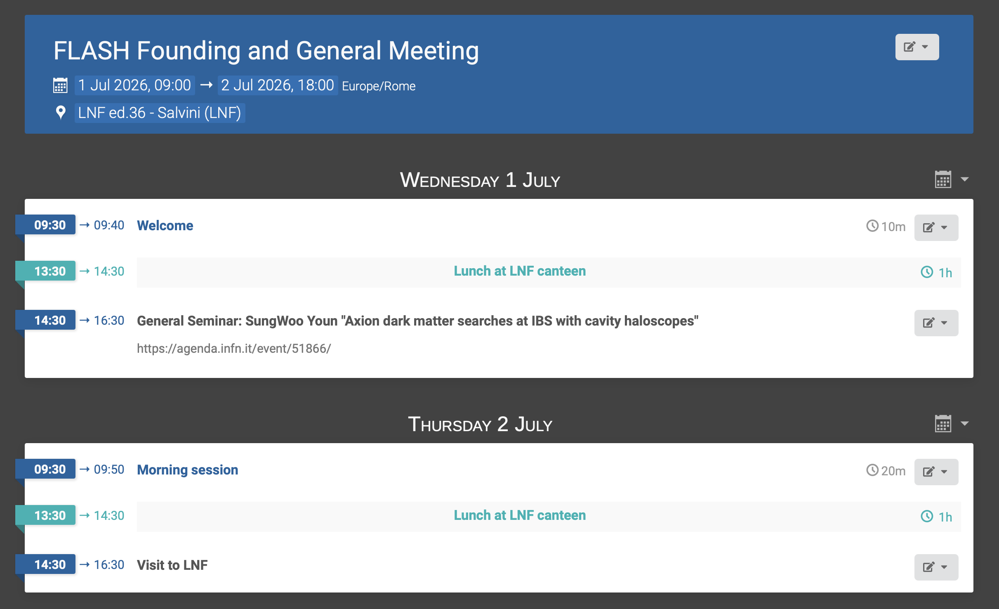 FLASH Founding and General Meeting
1 Jul 2026, 09:00 → 2 Jul 2026, 18:00 Europe/Rome
LNF ed.36 - Salvini (LNF)
Wednesday 1 July
09:30 → 09:40 Welcome 10m
13:30 → 14:30 Lunch at LNF canteen 1h
14:30 → 16:30 General Seminar: SungWoo Youn "Axion dark matter searches at IBS with cavity haloscopes"
https://agenda.infn.it/event/51866/
Thursday 2 July
09:30 → 09:50 Morning session 20m
13:30 → 14:30 Lunch at LNF canteen 1h
14:30 → 16:30 Visit to LNF